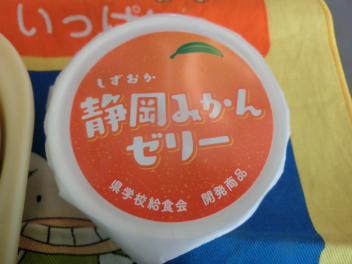 いっぱい
しずおか
静岡みかん
ゼリー
県学校給食会 開発商品